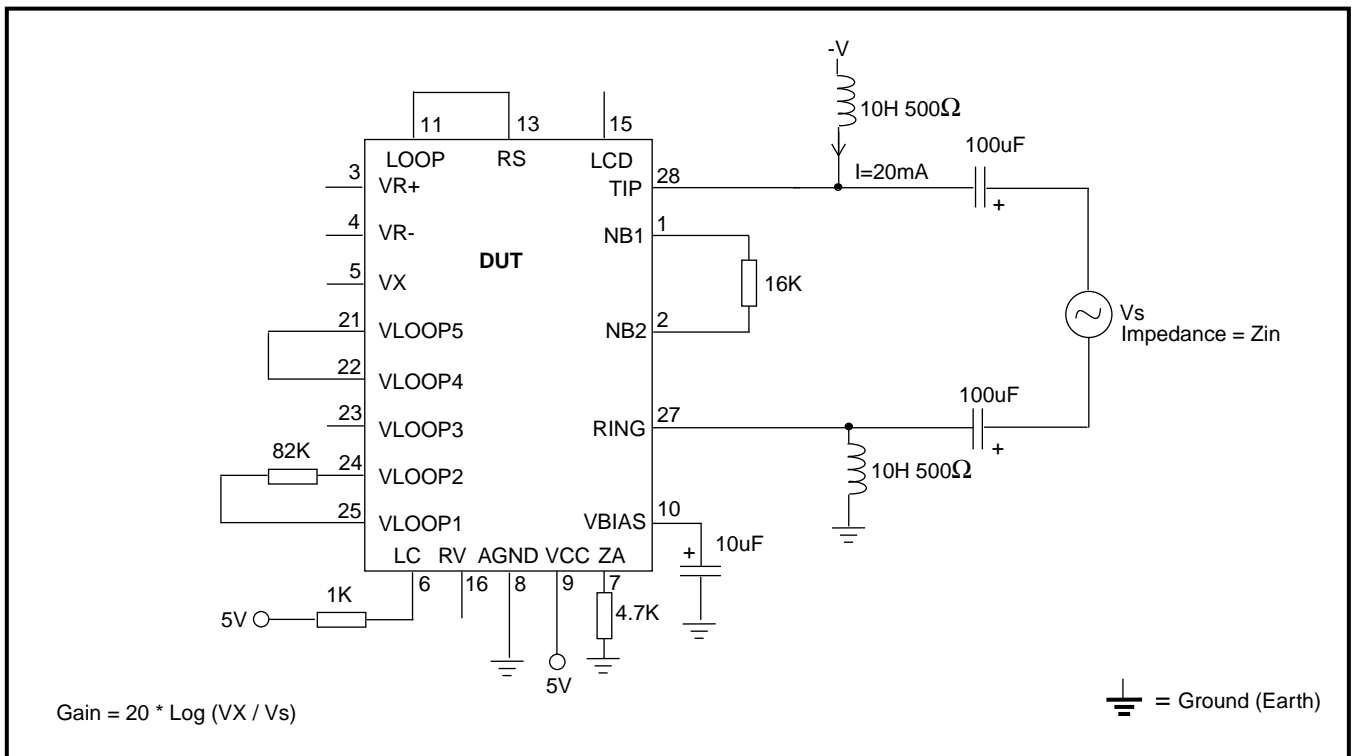 -V
10H 500Ω
11
13
15
100uF
LOOP
RS
LCD
I=20mA
3
VR+
TIP
28
+
4
VR-
NB1
1
DUT
5
VX
16K
Vs
Impedance = Zin
21
VLOOP5
NB2
2
22
VLOOP4
100uF
23
VLOOP3
RING
27
+
82K
24
VLOOP2
10H 500Ω
25
VLOOP1
VBIAS
10
LC
RV
AGND
VCC
ZA
+
10uF
6
16
8
9
7
1K
5V
4.7K
5V
Gain = 20 * Log (VX / Vs)
= Ground (Earth)